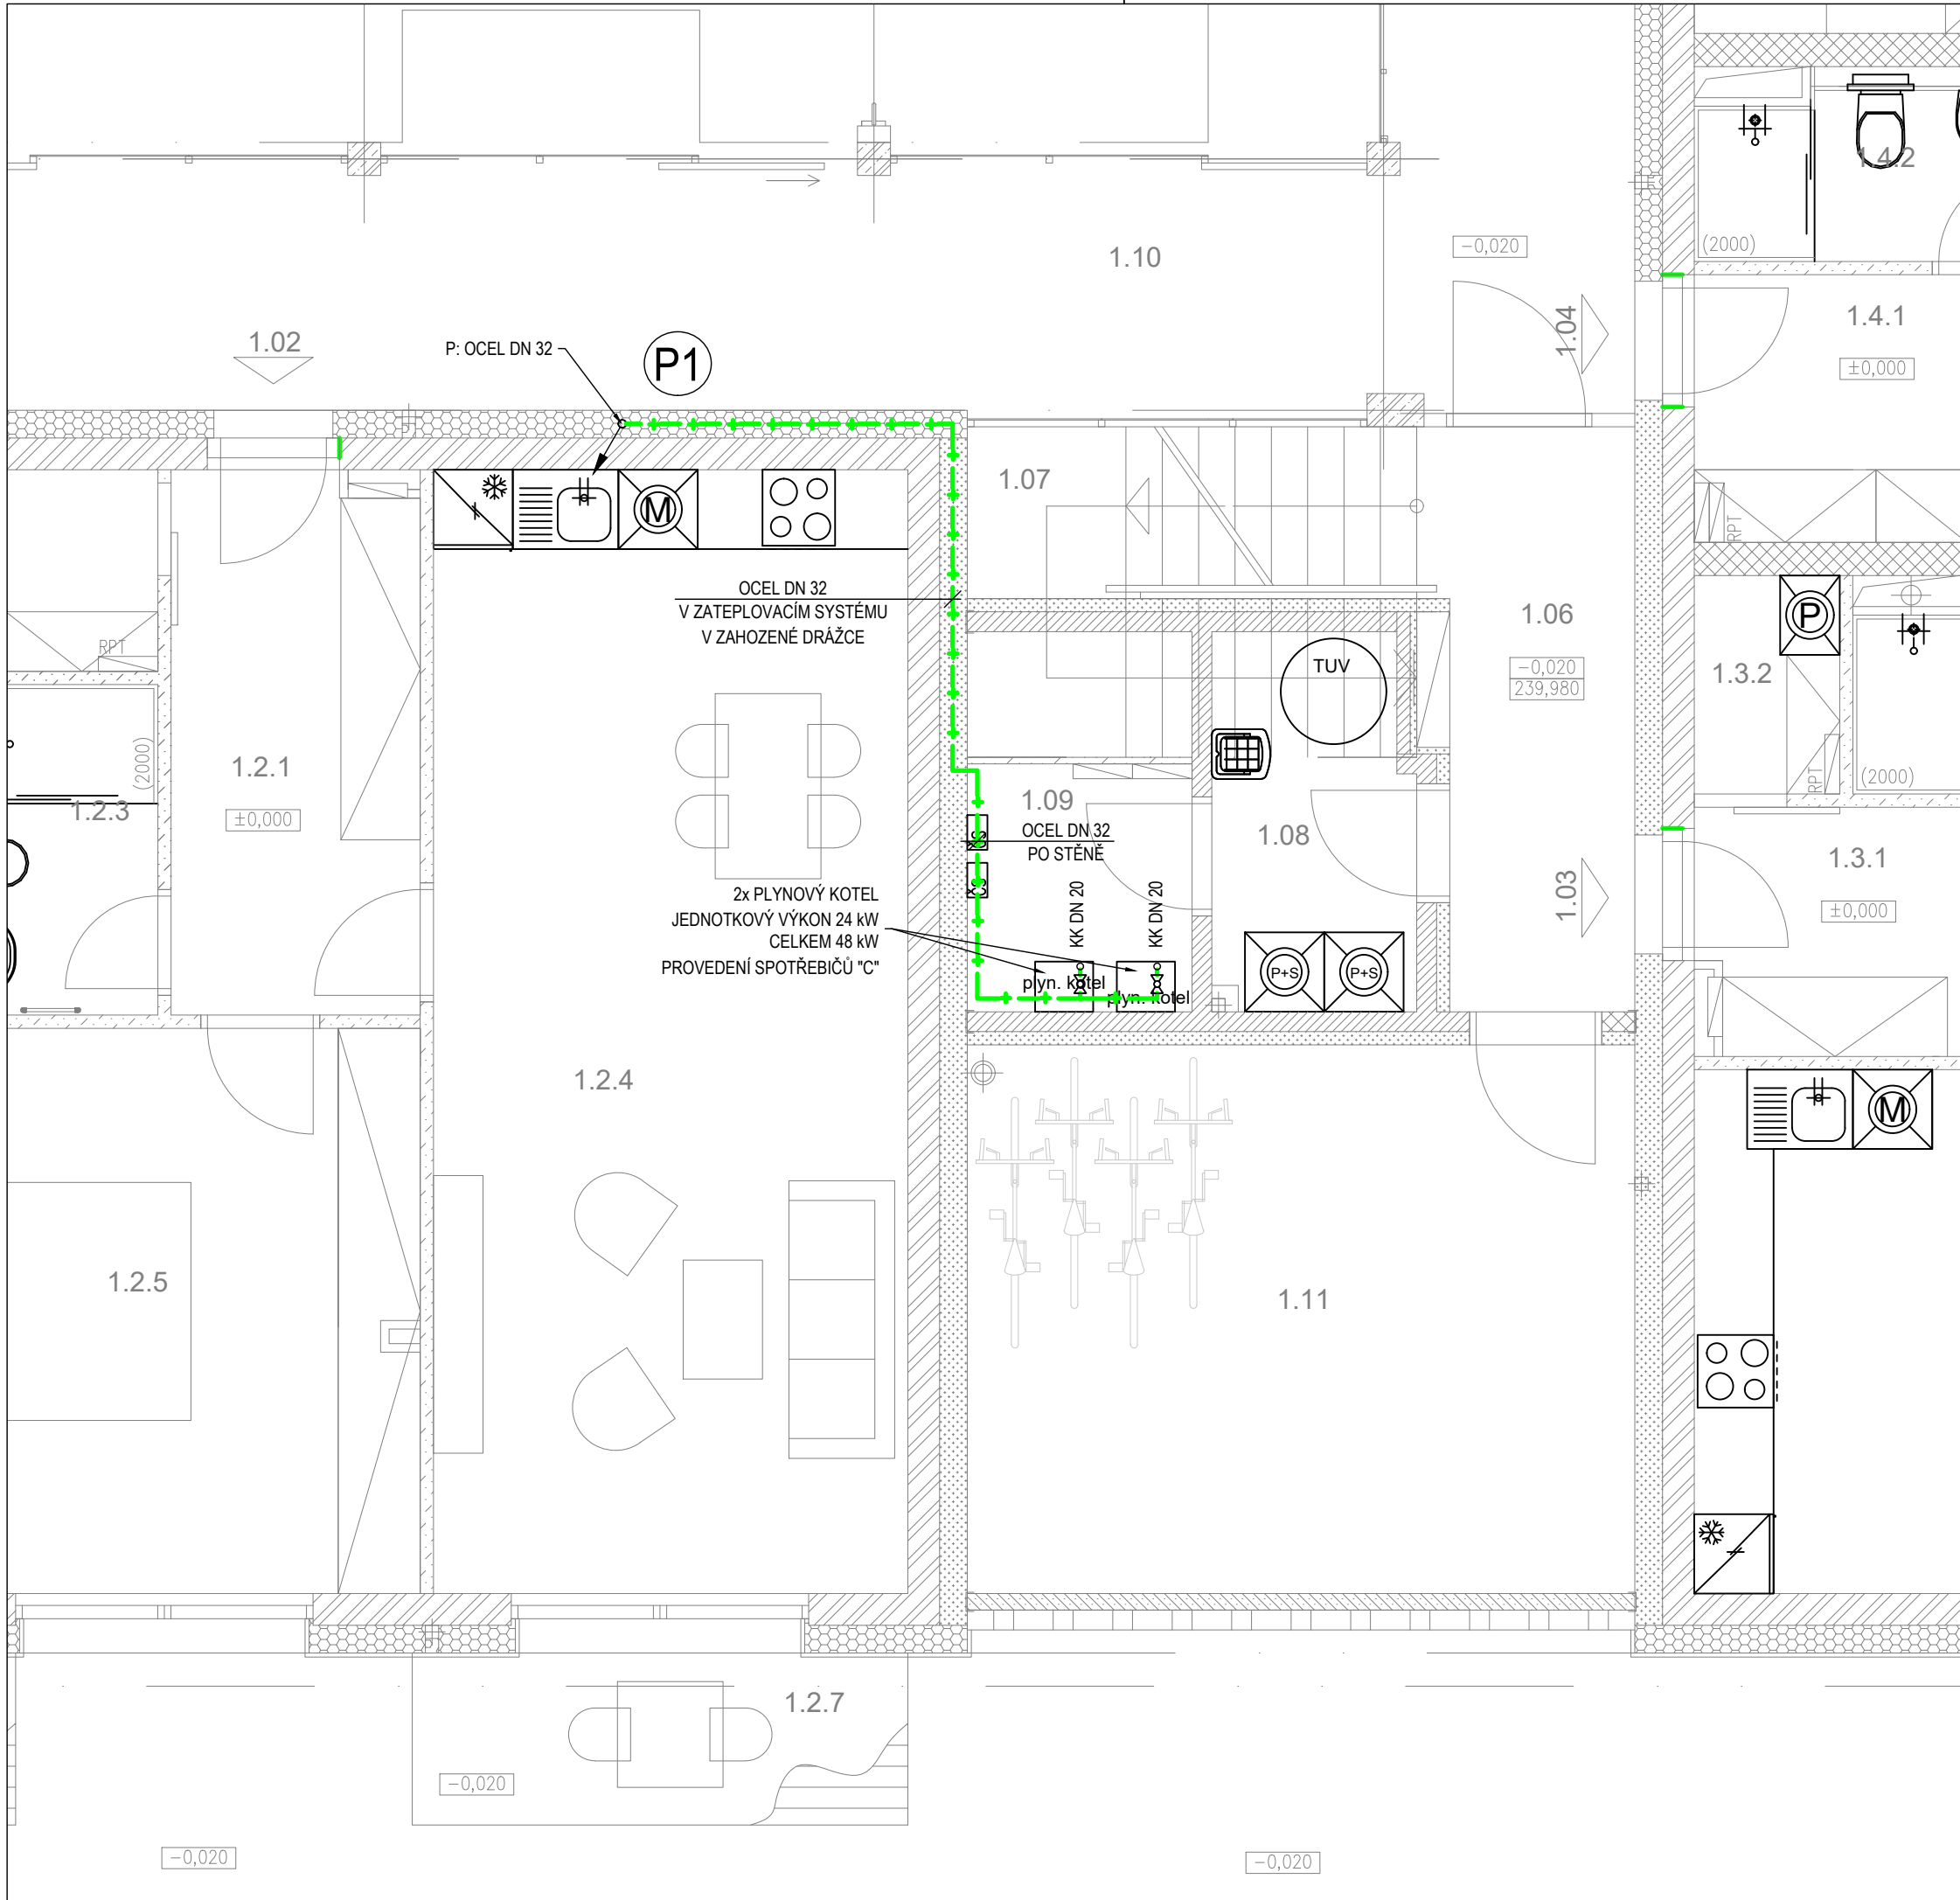 1.4.2
(2000)
1.10
-0,020
1.04
1.4.1
±0,000
1.02
P: OCEL DN 32
P1
1.07
M
RPT
OCEL DN 32
V ZATEPLOVACÍM SYSTÉMU
V ZAHOZENÉ DRÁŽCE
1.06
-0,020
239,980
P
1.3.2
TUV
RPT
1.2.1
±0,000
(2000)
1.2.3
1.09
OCEL DN 32
PO STĚNĚ
1.08
RPT
(2000)
1.3.1
±0,000
1.03
2x PLYNOVÝ KOTEL
JEDNOTKOVÝ VÝKON 24 kW
CELKEM 48 kW
PROVEDENÍ SPOTŘEBIČŮ "C"
KK DN 20
KK DN 20
plyn. kotel
plyn. kotel
P+S
P+S
1.2.4
M
1.2.5
1.11
1.2.7
-0,020
-0,020
-0,020